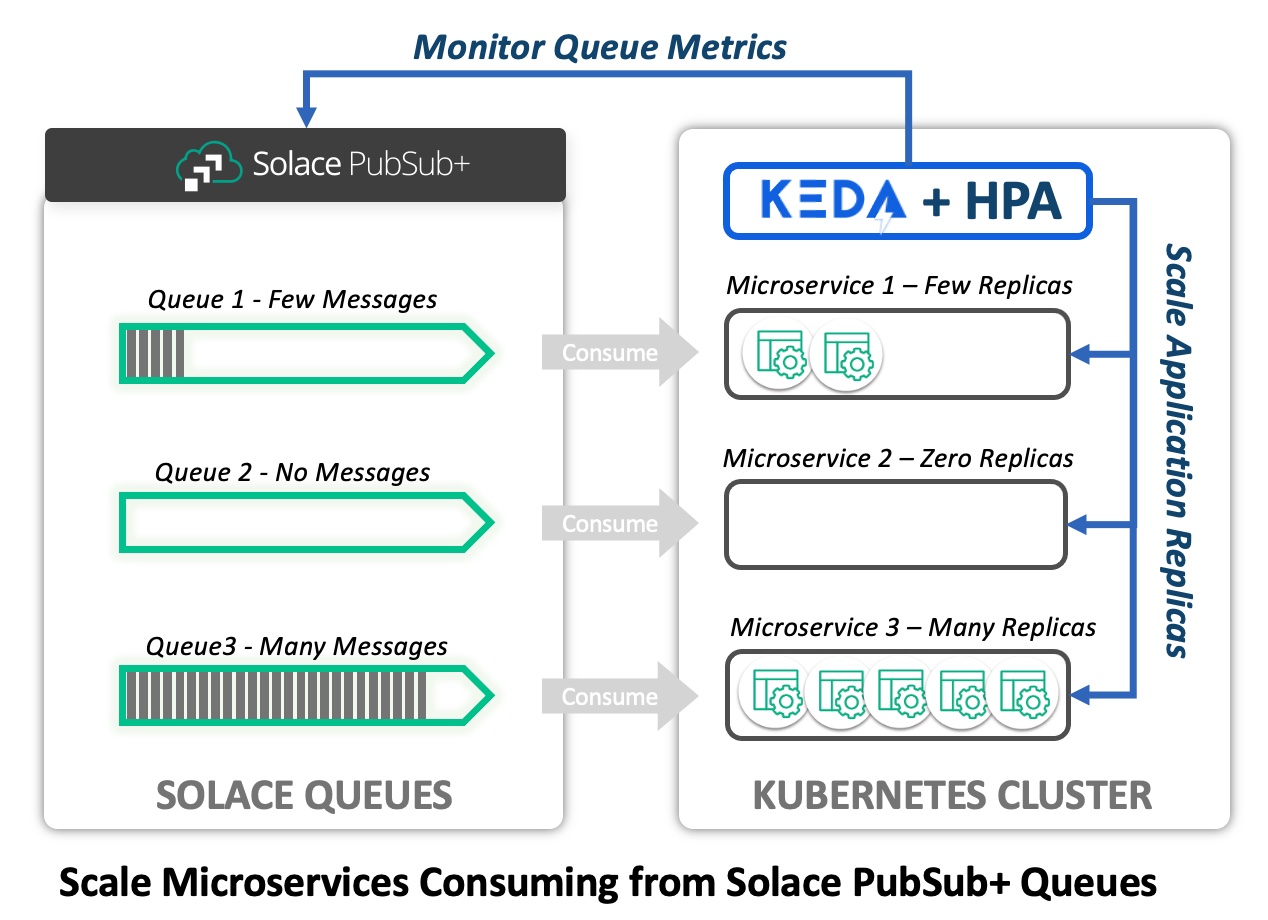 Monitor Queue Metrics
Solace PubSub+
KEDA + HPA
Queue 1 - Few Messages
Consume
Microservice 1 – Few Replicas
Queue 2 - No Messages
Consume
Microservice 2 – Zero Replicas
Queue3 - Many Messages
Consume
Microservice 3 – Many Replicas
Scale Application Replicas
SOLACE QUEUES
KUBERNETES CLUSTER
Scale Microservices Consuming from Solace PubSub+ Queues